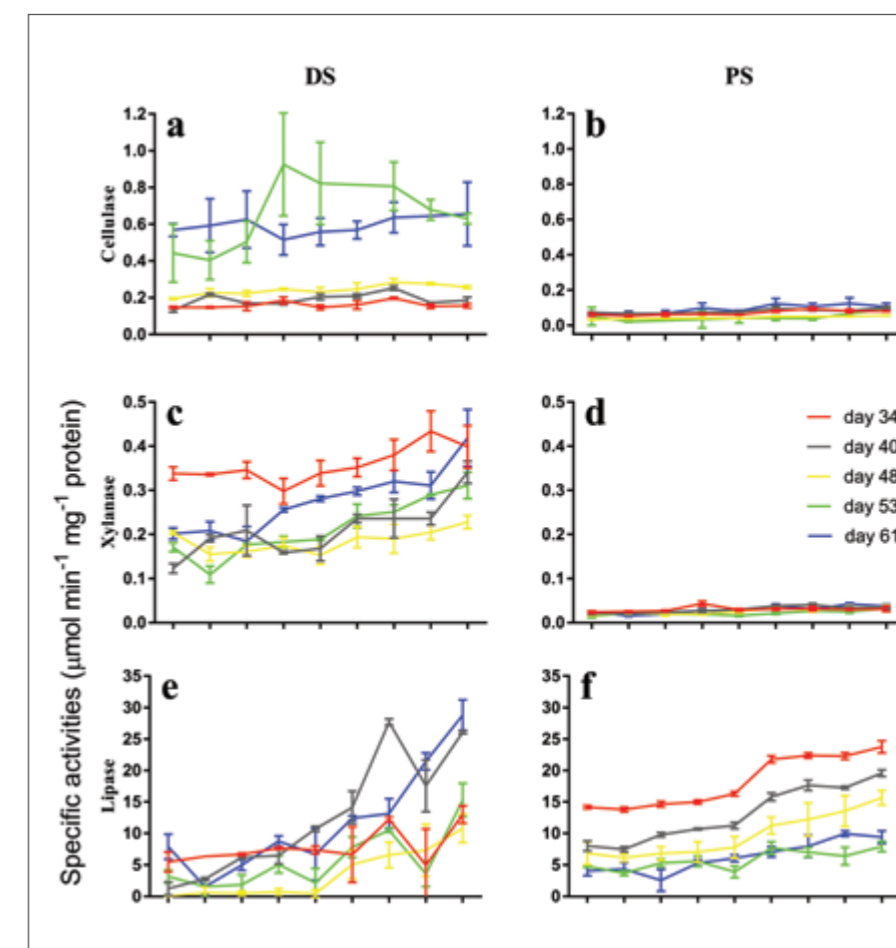 DS PS
a b
1.2 1.2
1.0 1.0
0.8 0.8
0.6 0.6
0.4 0.4
0.2 0.2
0.0 0.0
Cellulase
c d
0.5 0.5
0.4 0.4
0.3 0.3
0.2 0.2
0.1 0.1
0.0 0.0
Xylanase
day 34
day 40
day 48
day 53
day 61
Specific activities (µmol min⁻¹ mg⁻¹ protein)
e f
35 35
30 30
25 25
20 20
15 15
10 10
5 5
0 0
Lipase